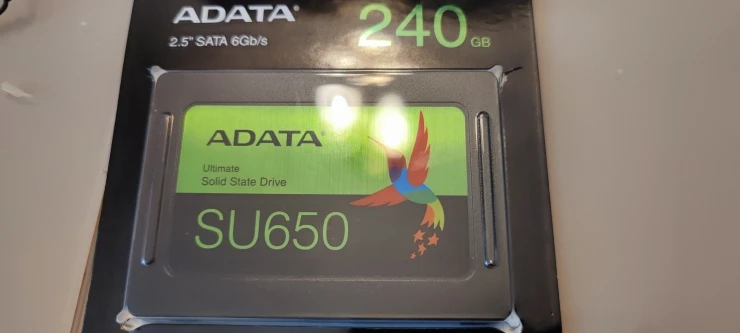 ADATA®
240 GB
2.5" SATA 6Gb/s
ADATA
Ultimate
Solid State Drive
SU650